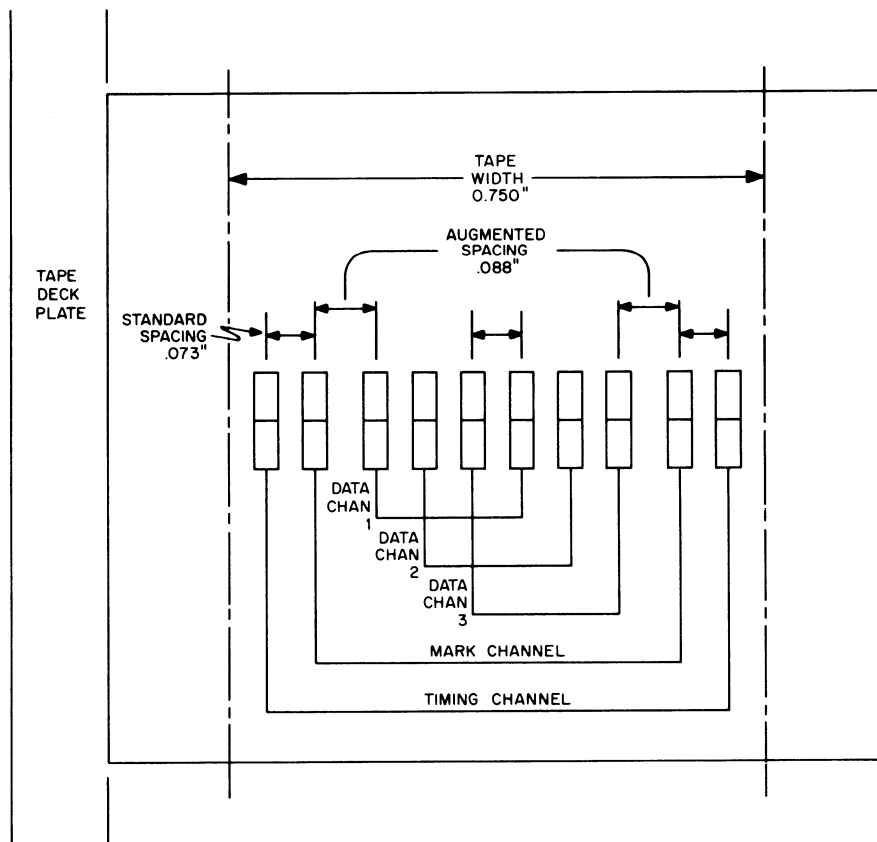 TAPE
WIDTH
0.750"
AUGMENTED
SPACING
.088"
TAPE
DECK
PLATE
STANDARD
SPACING
.073"
DATA
CHAN
1
DATA
CHAN
2
DATA
CHAN
3
MARK CHANNEL
TIMING CHANNEL